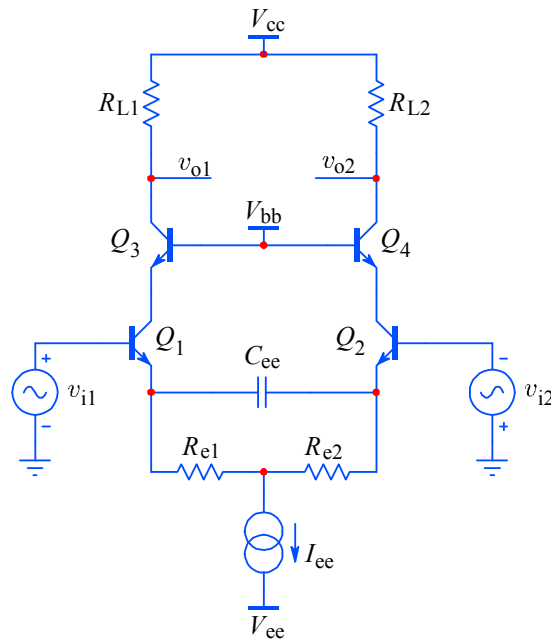 Vcc
RL1 RL2
vo1 vo2
Vbb
Q3 Q4
Q1 Cee Q2
+ vi1 − − vi2 +
Re1 Re2
Iee
Vee